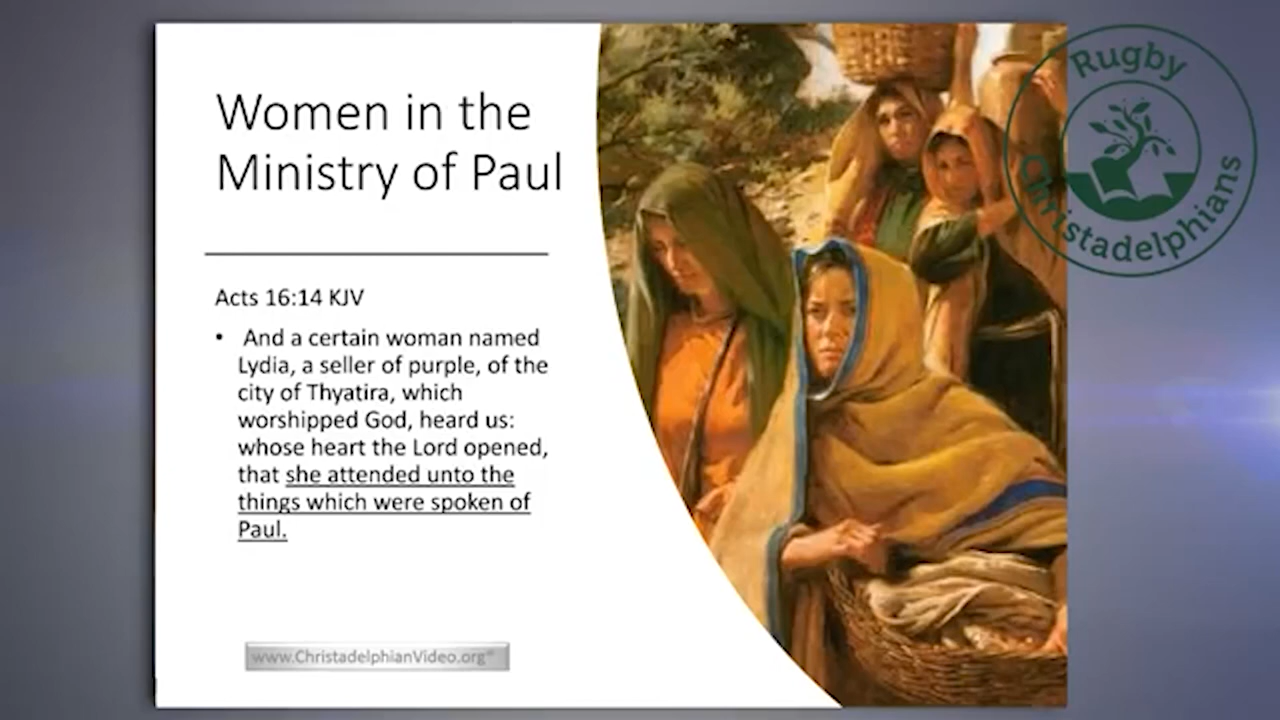 Women in the
Ministry of Paul
Acts 16:14 KJV
• And a certain woman named
Lydia, a seller of purple, of the
city of Thyatira, which
worshipped God, heard us:
whose heart the Lord opened,
that she attended unto the
things which were spoken of
Paul.
www.ChristadelphianVideo.org®
Rugby
Christadelphians